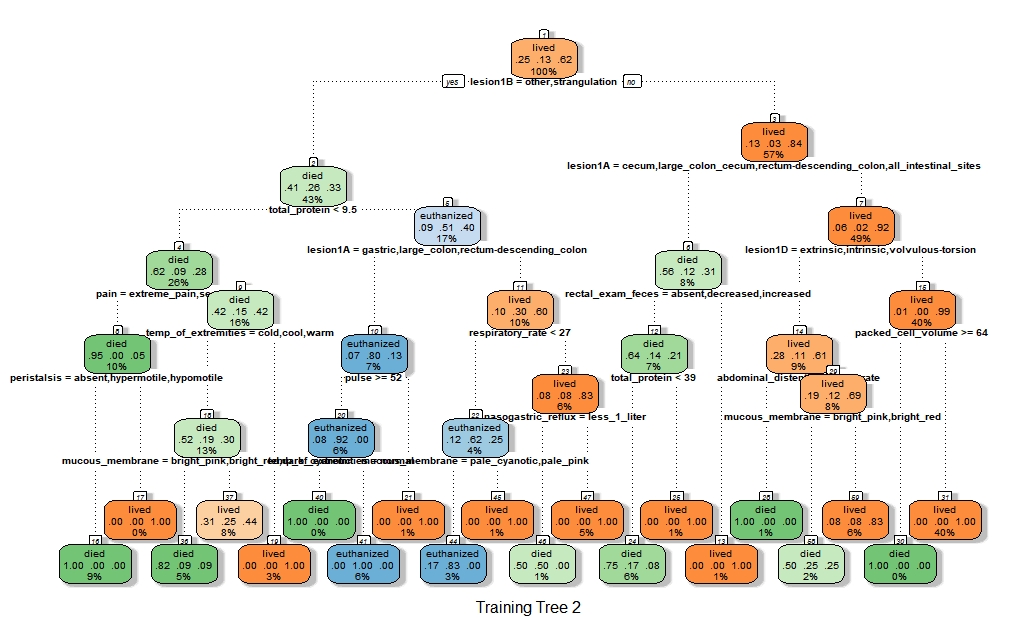 1
lived
.25 .13 .62
100%
yes lesion1B = other,strangulation no
3
lived
.13 .03 .84
57%
lesion1A = cecum,large_colon_cecum,rectum-descending_colon,all_intestinal_sites
2
died
.41 .26 .33
43%
total_protein < 9.5
5
euthanized
.09 .51 .40
17%
lesion1A = gastric,large_colon,rectum-descending_colon
7
lived
.06 .02 .92
49%
lesion1D = extrinsic,intrinsic,volvulous-torsion
4
died
.62 .09 .28
26%
pain = extreme_pain,se
6
died
.56 .12 .31
8%
rectal_exam_feces = absent,decreased,increased
9
died
.42 .15 .42
16%
temp_of_extremities = cold,cool,warm
11
lived
.10 .30 .60
10%
respiratory_rate < 27
15
lived
.01 .00 .99
40%
packed_cell_volume >= 64
8
died
.95 .00 .05
10%
peristalsis = absent,hypermotile,hypomotile
10
euthanized
.07 .80 .13
7%
pulse >= 52
12
died
.64 .14 .21
7%
total_protein < 39
14
lived
.28 .11 .61
9%
23
lived
.08 .08 .83
6%
nasogastric_reflux = less_1_liter
29
lived
.19 .12 .69
8%
mucous_membrane = bright_pink,bright_red
18
died
.52 .19 .30
13%
mucous_membrane = bright_pink,bright_red
20
euthanized
.08 .92 .00
6%
22
euthanized
.12 .62 .25
4%
membrane = pale_cyanotic,pale_pink
17
lived
.00 .00 1.00
0%
37
lived
.31 .25 .44
8%
40
died
1.00 .00 .00
0%
21
lived
.00 .00 1.00
1%
45
lived
.00 .00 1.00
1%
47
lived
.00 .00 1.00
5%
25
lived
.00 .00 1.00
1%
28
died
1.00 .00 .00
1%
59
lived
.08 .08 .83
6%
31
lived
.00 .00 1.00
40%
16
died
1.00 .00 .00
9%
36
died
.82 .09 .09
5%
19
lived
.00 .00 1.00
3%
41
euthanized
.00 1.00 .00
6%
44
euthanized
.17 .83 .00
3%
46
died
.50 .50 .00
1%
24
died
.75 .17 .08
6%
13
lived
.00 .00 1.00
1%
58
died
.50 .25 .25
2%
30
died
1.00 .00 .00
0%
Training Tree 2